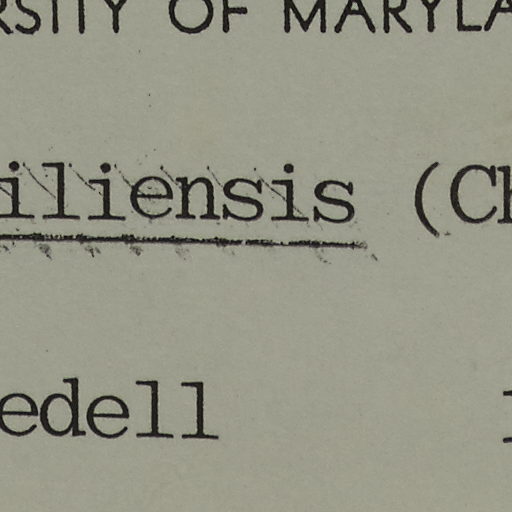 RSITY OF MARYLA
iliensis (Ch
edell